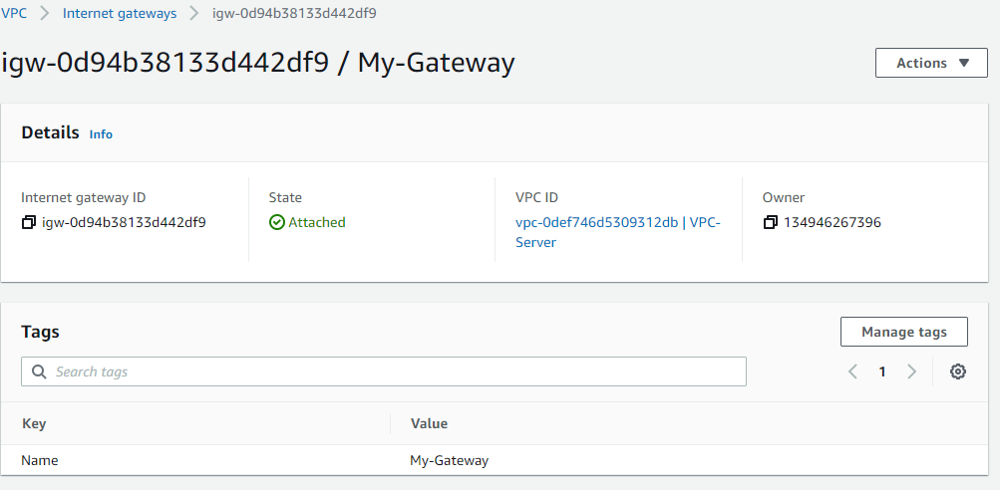 VPC > Internet gateways > igw-0d94b38133d442df9
igw-0d94b38133d442df9 / My-Gateway
Actions ▼
Details Info
Internet gateway ID
igw-0d94b38133d442df9
State
Attached
VPC ID
vpc-0def746d5309312db | VPC-
Server
Owner
134946267396
Tags
Manage tags
Search tags
1
Key Value
Name My-Gateway